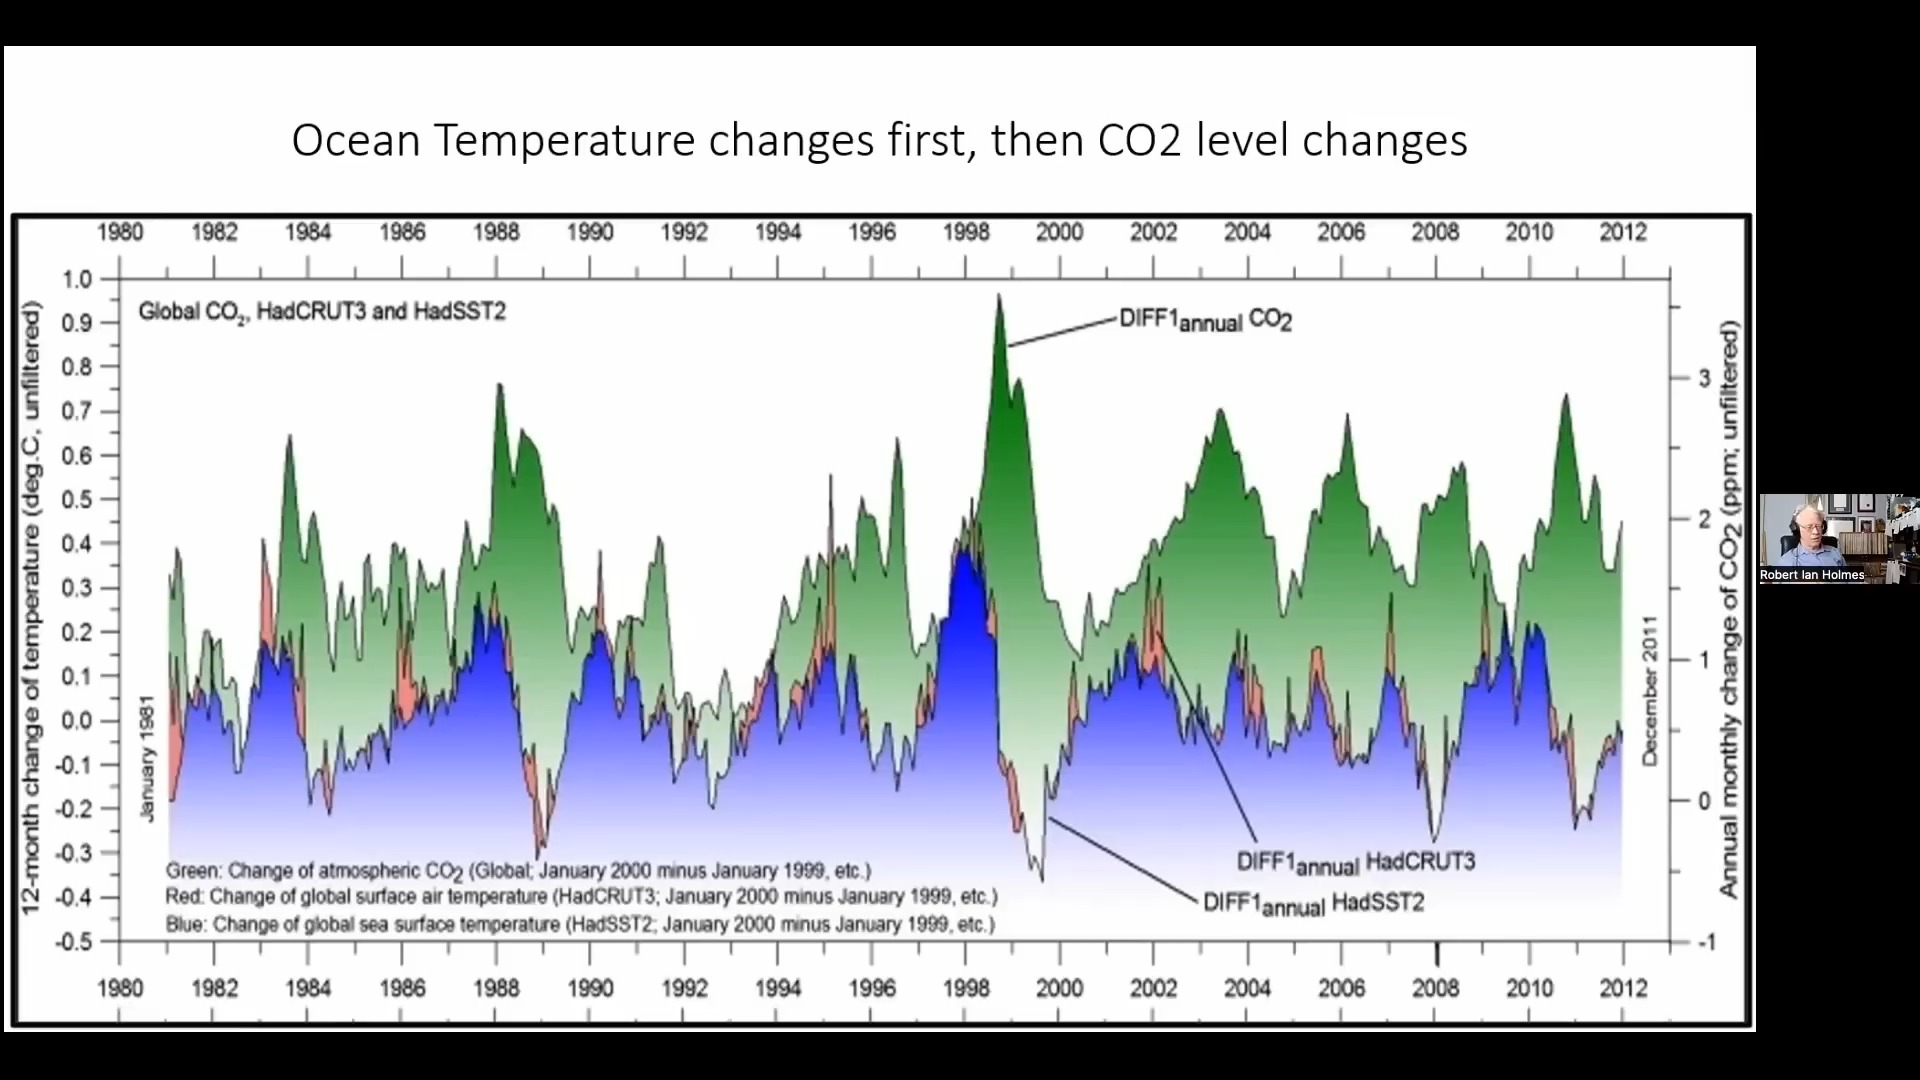 Ocean Temperature changes first, then CO2 level changes
1980 1982 1984 1986 1988 1990 1992 1994 1996 1998 2000 2002 2004 2006 2008 2010 2012
Global CO2, HadCRUT3 and HadSST2
DIFF1annual CO2
12-month change of temperature (deg.C, unfiltered)
1.0
0.9
0.8
0.7
0.6
0.5
0.4
0.3
0.2
0.1
0.0
-0.1
-0.2
-0.3
-0.4
-0.5
January 1981
December 2011
3
2
1
0
-1
Annual monthly change of CO2 (ppm; unfiltered)
DIFF1annual HadCRUT3
DIFF1annual HadSST2
Green: Change of atmospheric CO2 (Global; January 2000 minus January 1999, etc.)
Red: Change of global surface air temperature (HadCRUT3; January 2000 minus January 1999, etc.)
Blue: Change of global sea surface temperature (HadSST2; January 2000 minus January 1999, etc.)
1980 1982 1984 1986 1988 1990 1992 1994 1996 1998 2000 2002 2004 2006 2008 2010 2012
Robert Ian Holmes